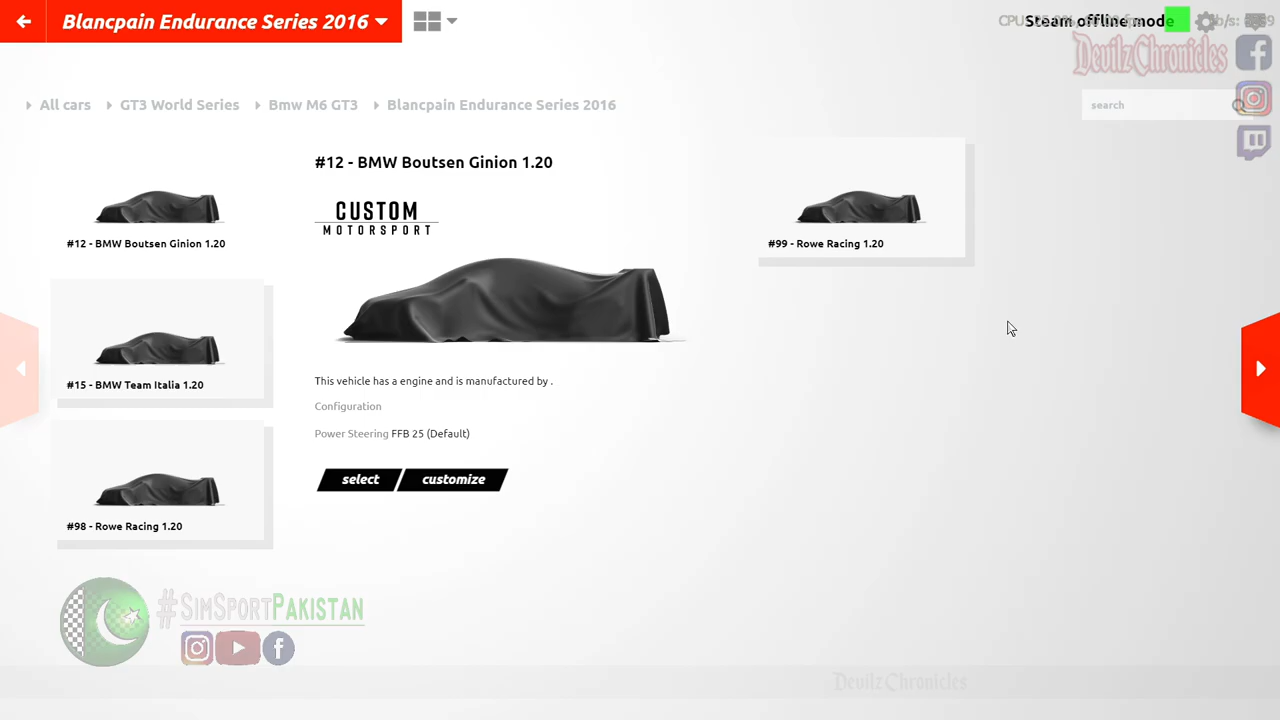 Blancpain Endurance Series 2016
Steam offline mode
DevilzChronicles
All cars GT3 World Series Bmw M6 GT3 Blancpain Endurance Series 2016
search
#12 - BMW Boutsen Ginion 1.20
CUSTOM
MOTORSPORT
#12 - BMW Boutsen Ginion 1.20
#99 - Rowe Racing 1.20
This vehicle has a engine and is manufactured by .
#15 - BMW Team Italia 1.20
Configuration
Power Steering FFB 25 (Default)
select customize
#98 - Rowe Racing 1.20
#SimSportPakistan
DevilzChronicles